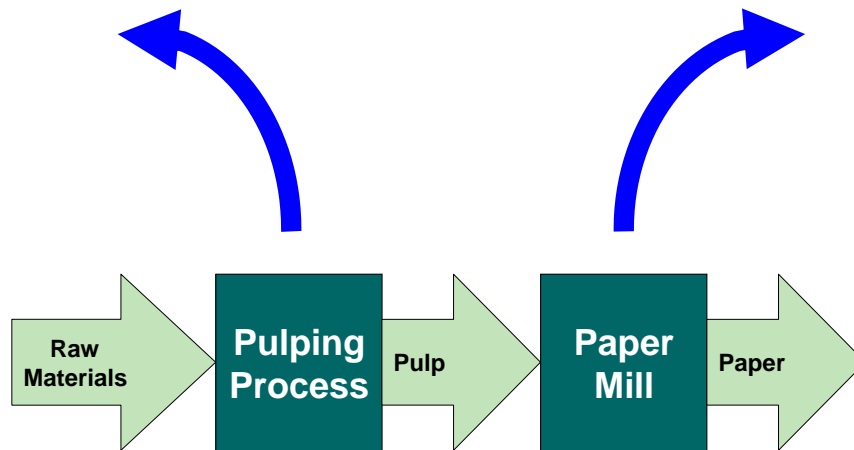 Raw
Materials
Pulping
Process
Pulp
Paper
Mill
Paper